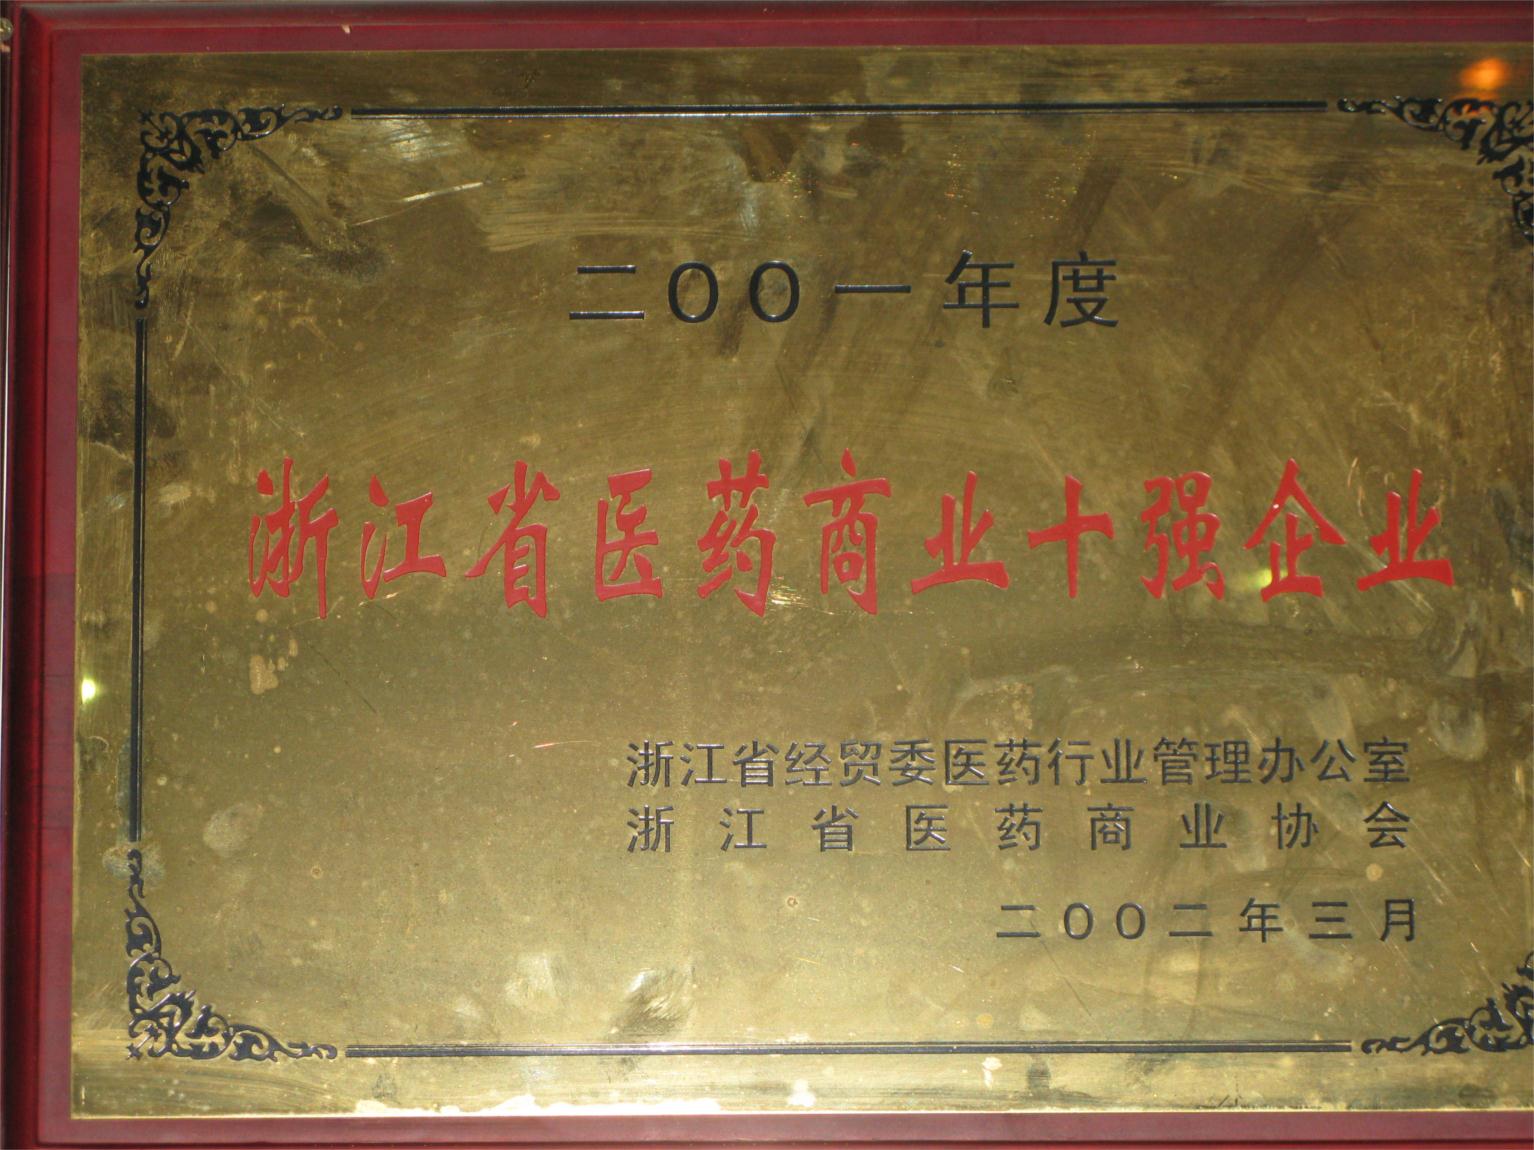 二OO一年度
浙江省医药商业十强企业
浙江省经贸委医药行业管理办公室
浙江省医药商业协会
二OO二年三月